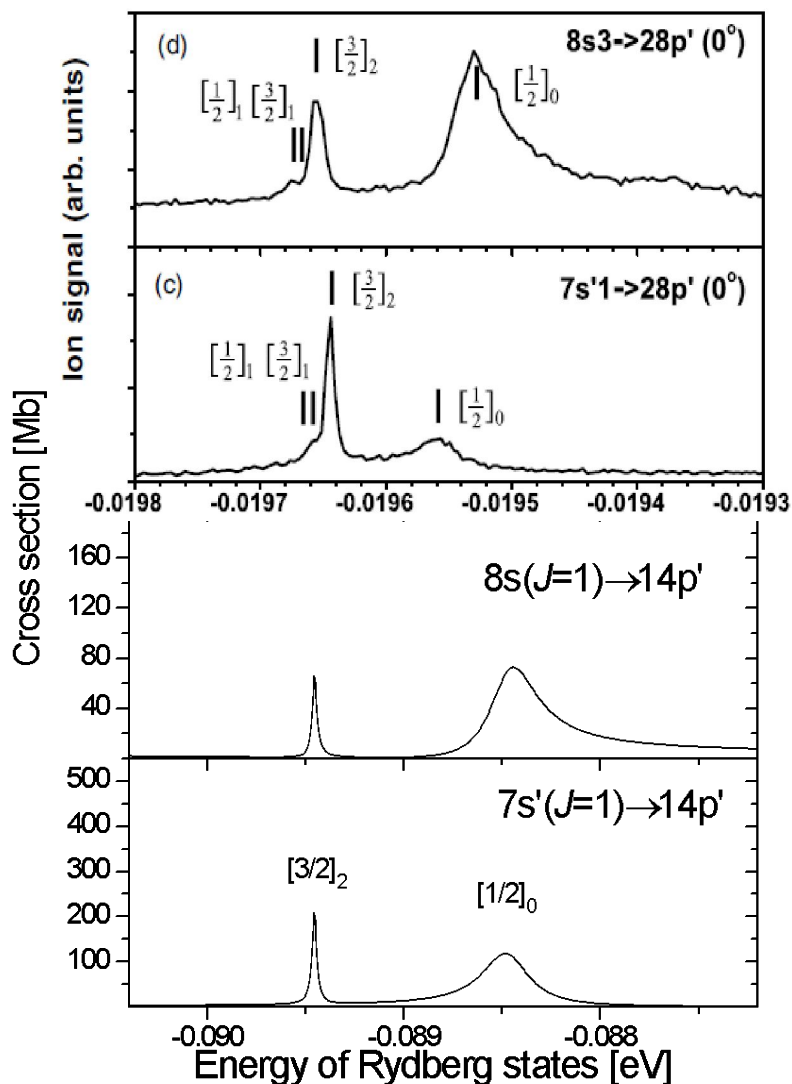 (d)
8s3->28p' (0°)
[3/2]₂
[1/2]₁ [3/2]₁
[1/2]₀
Ion signal (arb. units)
(c)
7s'1->28p' (0°)
[3/2]₂
[1/2]₁ [3/2]₁
[1/2]₀
-0.0198 -0.0197 -0.0196 -0.0195 -0.0194 -0.0193
Cross section [Mb]
160
120
80
40
8s(J=1)→14p'
500
400
300
200
100
7s'(J=1)→14p'
[3/2]₂
[1/2]₀
-0.090 -0.089 -0.088
Energy of Rydberg states [eV]